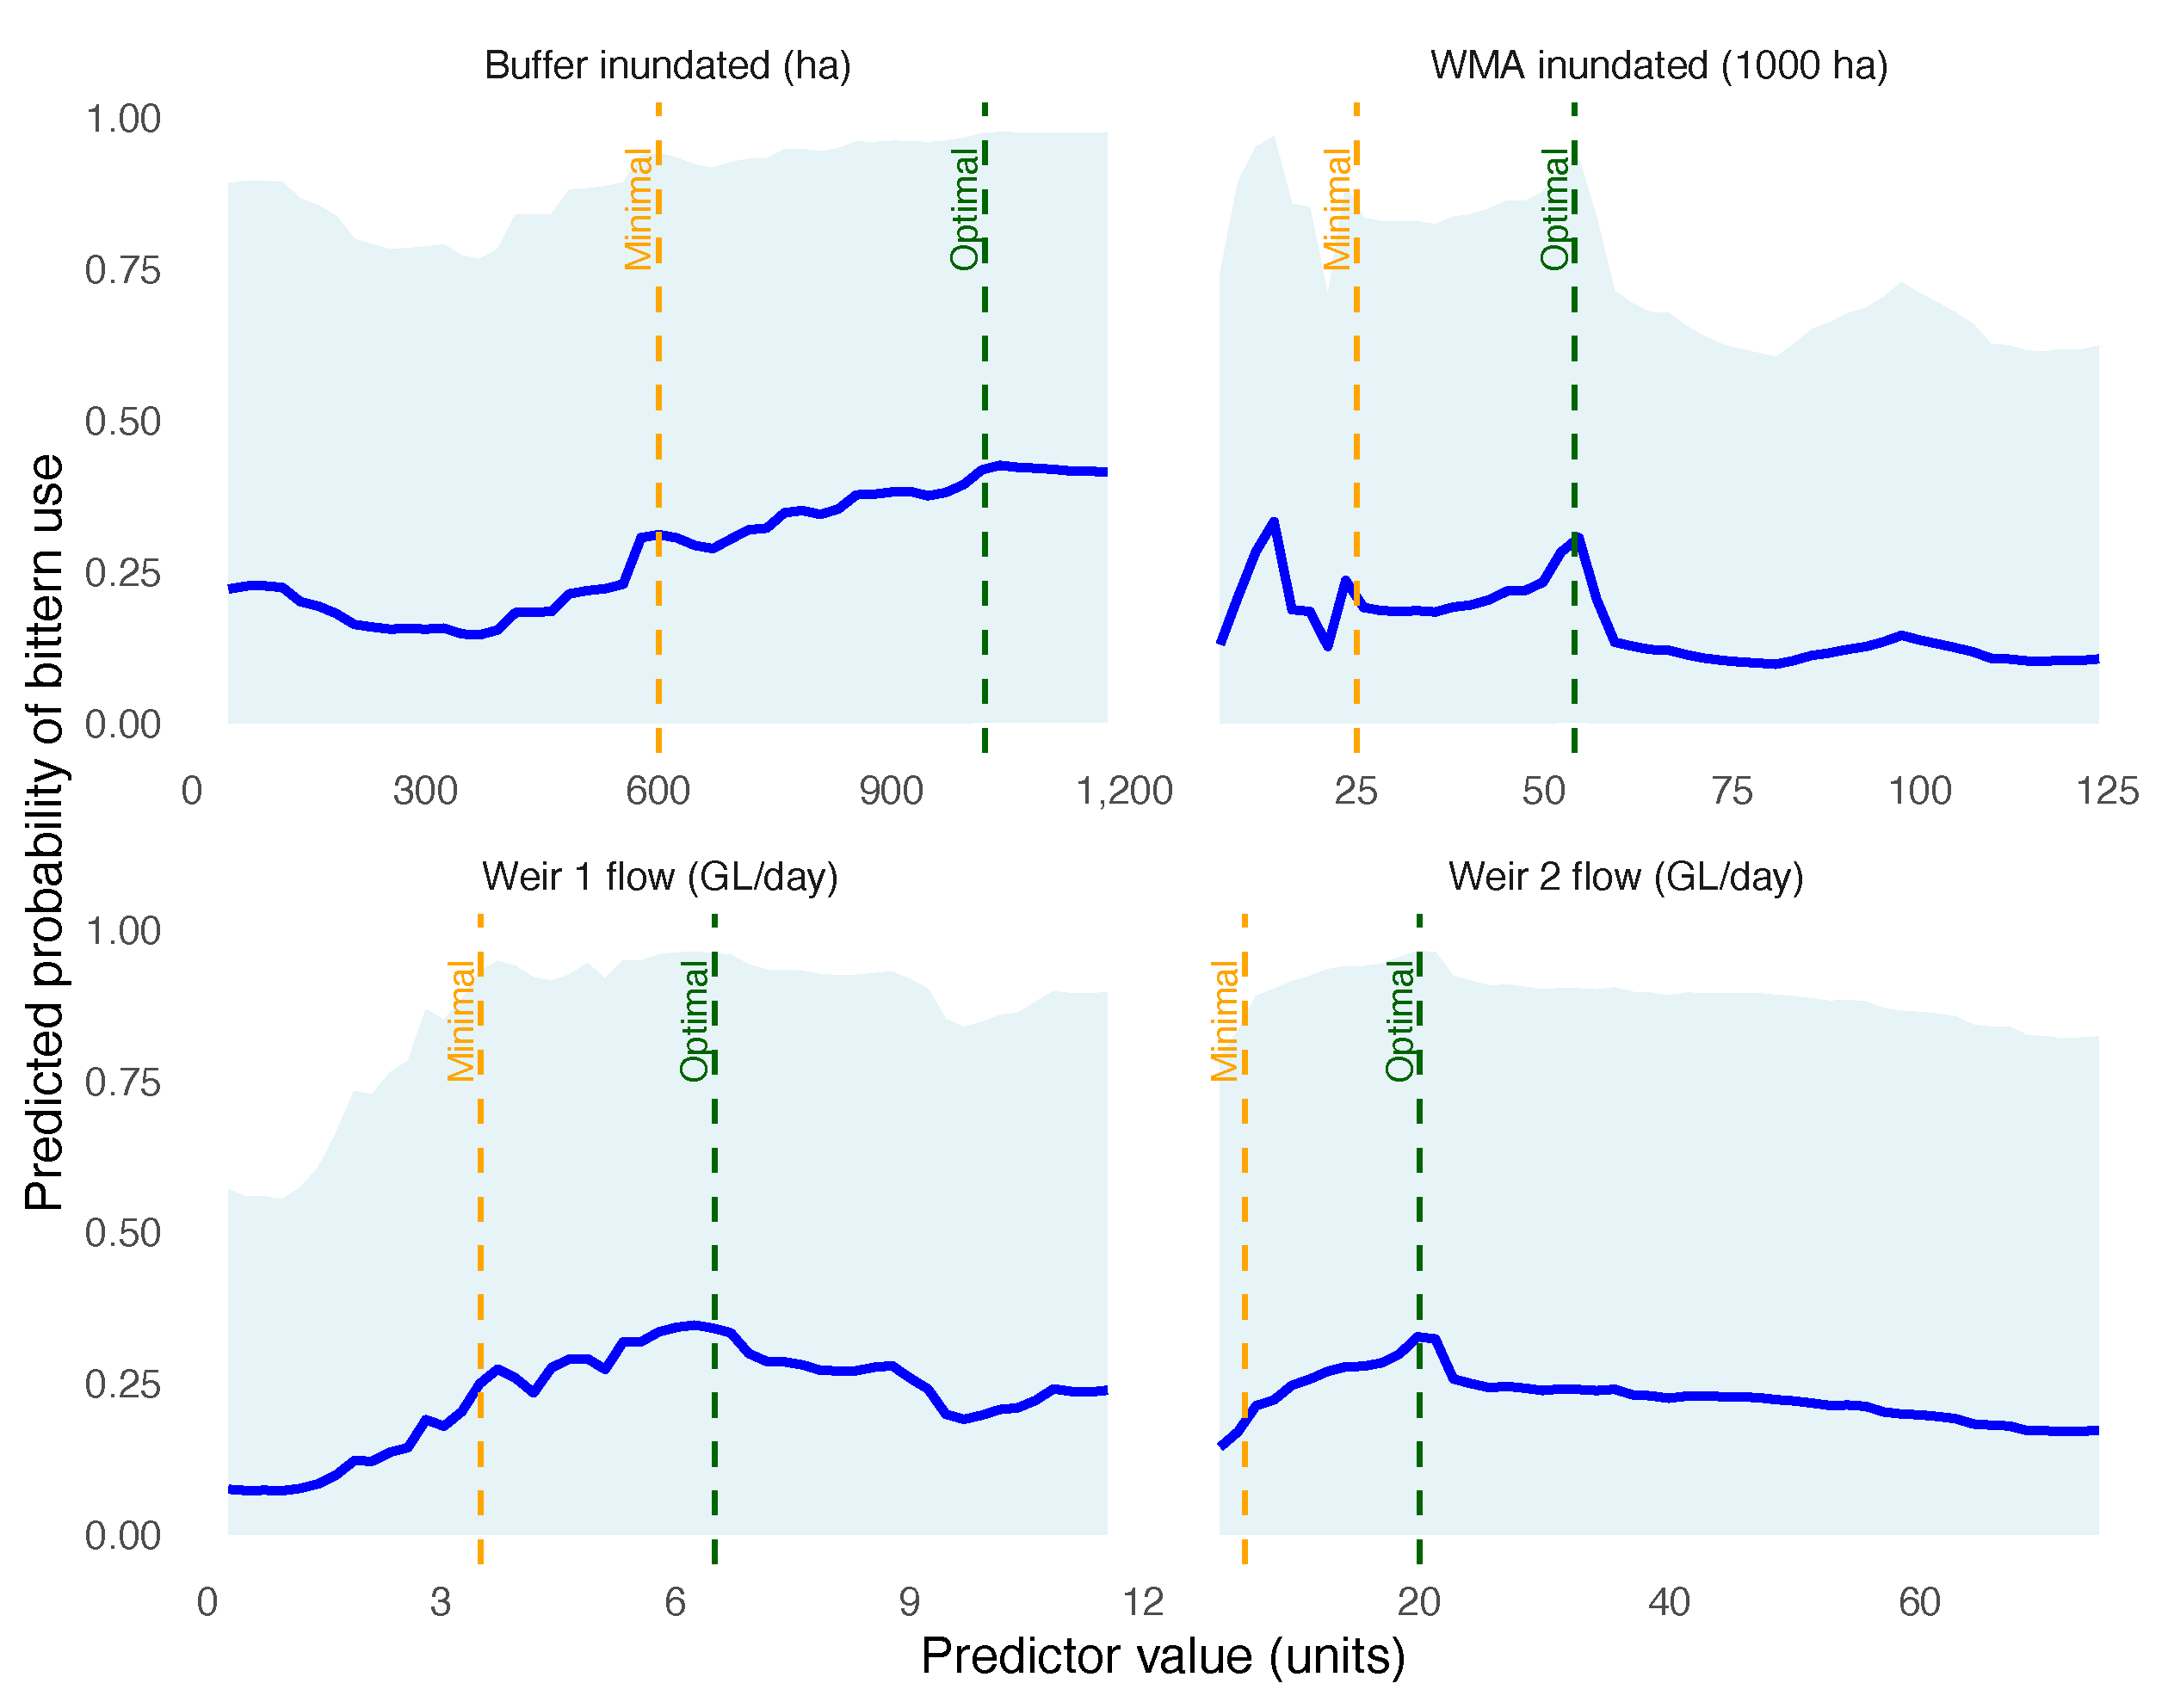 Buffer inundated (ha)
WMA inundated (1000 ha)
Predicted probability of bittern use
1.00
0.75
0.50
0.25
0.00
Minimal
Optimal
Minimal
Optimal
0 300 600 900 1,200
25 50 75 100 125
Weir 1 flow (GL/day)
Weir 2 flow (GL/day)
1.00
0.75
0.50
0.25
0.00
Minimal
Optimal
Minimal
Optimal
0 3 6 9 12
20 40 60
Predictor value (units)